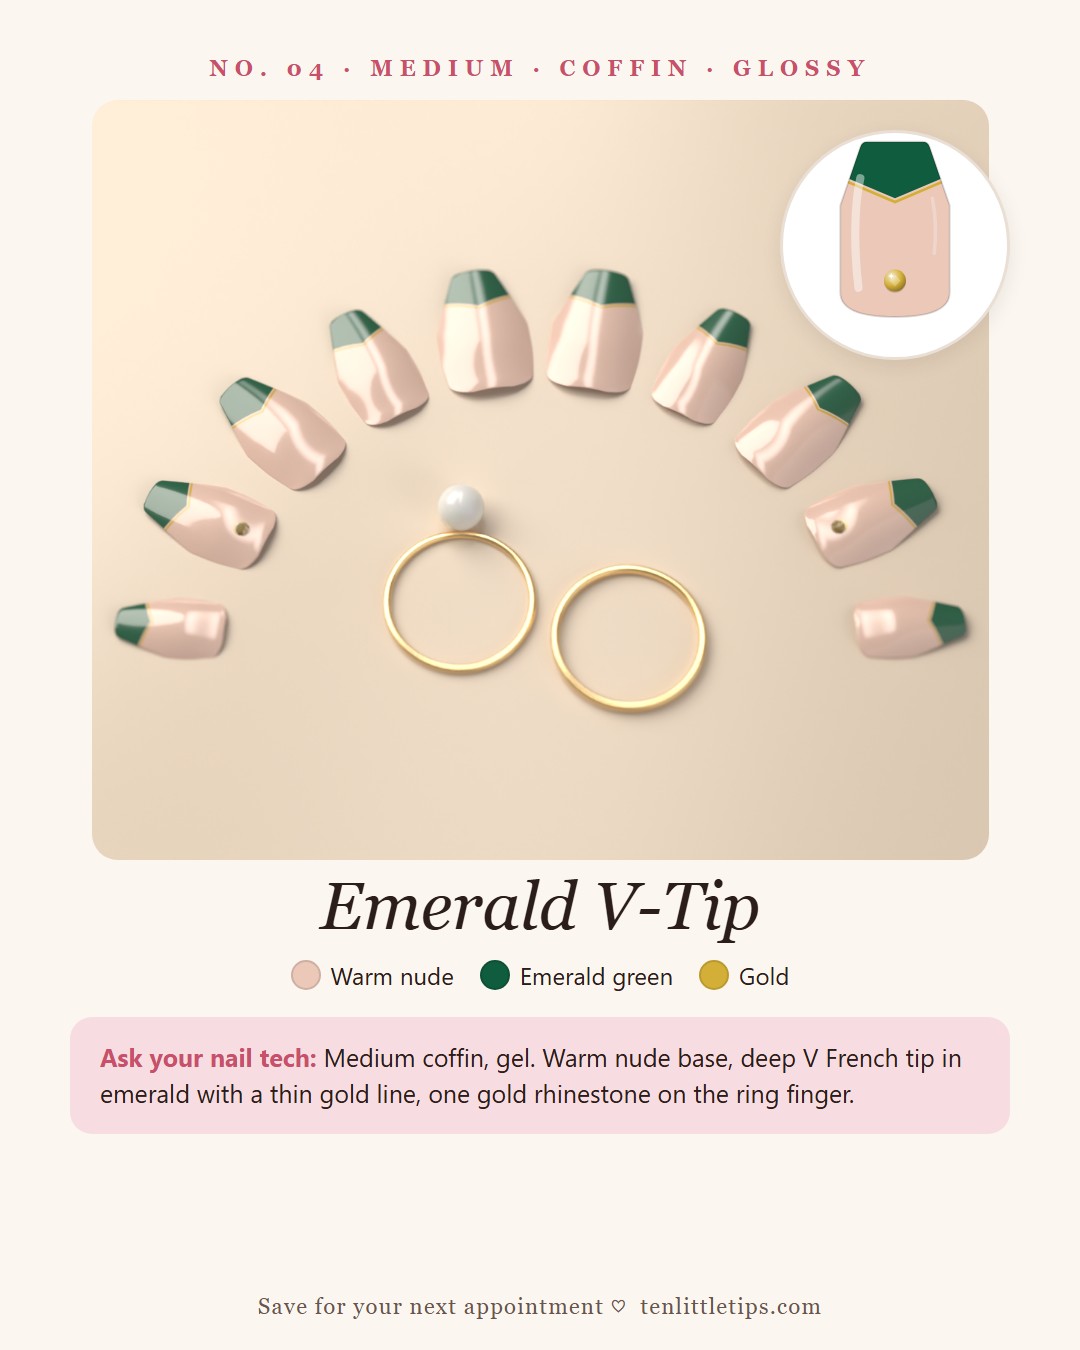 NO. 04 · MEDIUM · COFFIN · GLOSSY
Emerald V-Tip
Warm nude Emerald green Gold
Ask your nail tech: Medium coffin, gel. Warm nude base, deep V French tip in
emerald with a thin gold line, one gold rhinestone on the ring finger.
Save for your next appointment ♡ tenlittletips.com